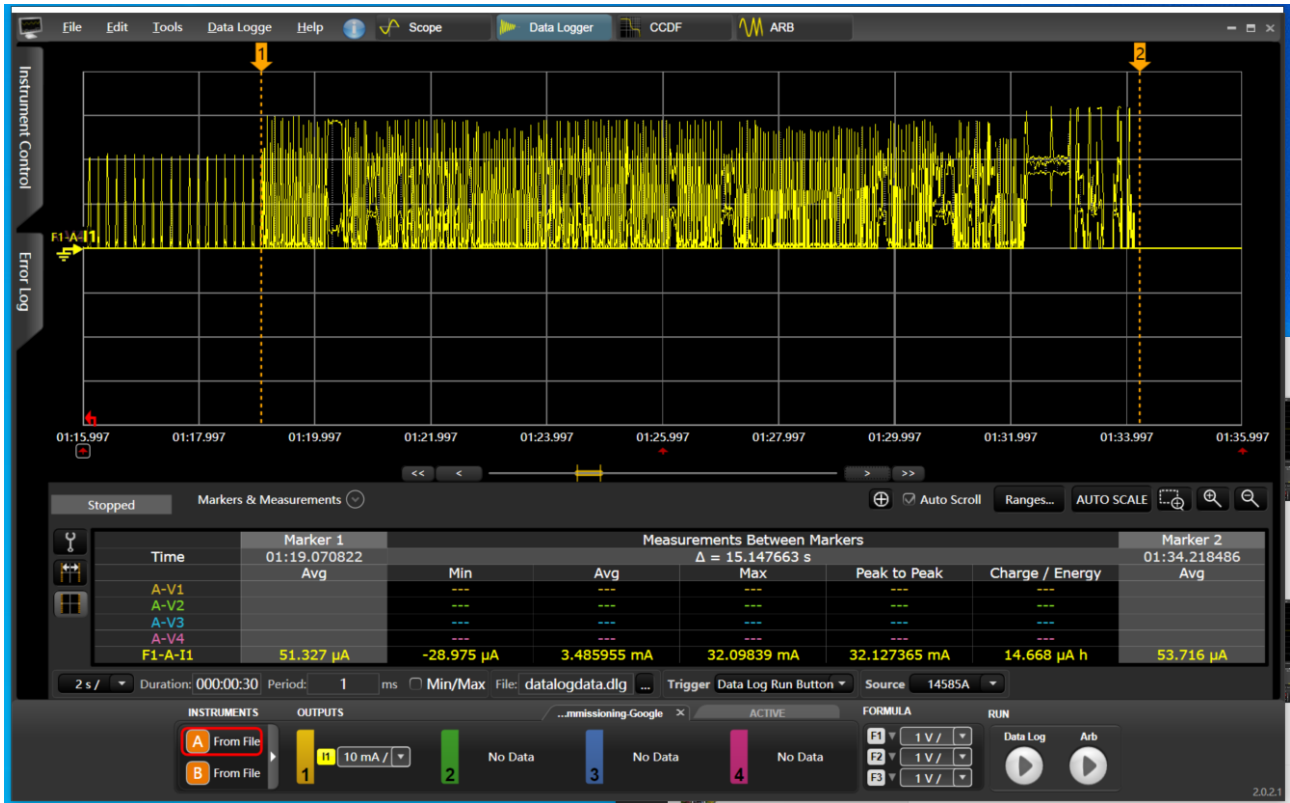 File Edit Tools Data Logge Help Scope Data Logger CCDF ARB
Instrument Control
Error Log
1 2
F1-A-I1
01:15.997 01:17.997 01:19.997 01:21.997 01:23.997 01:25.997 01:27.997 01:29.997 01:31.997 01:33.997 01:35.997
<< < > >>
Stopped Markers & Measurements Auto Scroll Ranges... AUTO SCALE
Marker 1 Measurements Between Markers Marker 2
Time 01:19.070822 Δ = 15.147663 s 01:34.218486
Avg Min Avg Max Peak to Peak Charge / Energy Avg
A-V1 --- --- --- --- ---
A-V2 --- --- --- --- ---
A-V3 --- --- --- --- ---
A-V4 --- --- --- --- ---
F1-A-I1 51.327 µA -28.975 µA 3.485955 mA 32.09839 mA 32.127365 mA 14.668 µA h 53.716 µA
2 s / Duration: 000:00:30 Period: 1 ms Min/Max File: datalogdata.dlg ... Trigger Data Log Run Button Source 14585A
INSTRUMENTS OUTPUTS ...mmissioning-Google × ACTIVE FORMULA RUN
A From File
B From File
1 I1 10 mA / 2 No Data 3 No Data 4 No Data
F1 1 V /
F2 1 V /
F3 1 V /
Data Log Arb
2.0.2.1